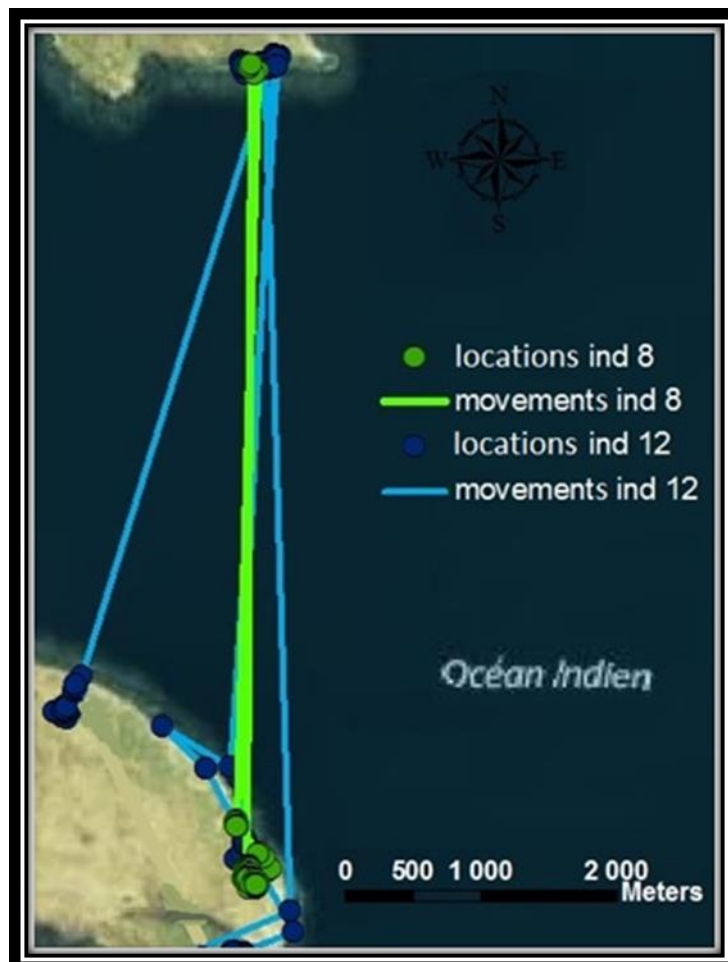 N
W E
S
locations ind 8
movements ind 8
locations ind 12
movements ind 12
Océan Indien
0 500 1 000 2 000
Meters